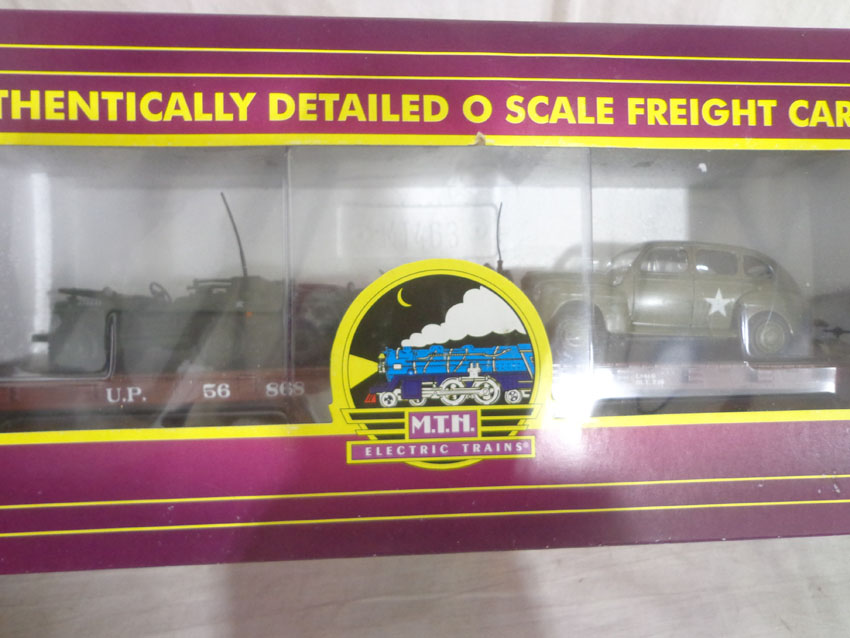 THENTICALLY DETAILED O SCALE FREIGHT CAR
U.P. 56 868
M.T.H.
ELECTRIC TRAINS®